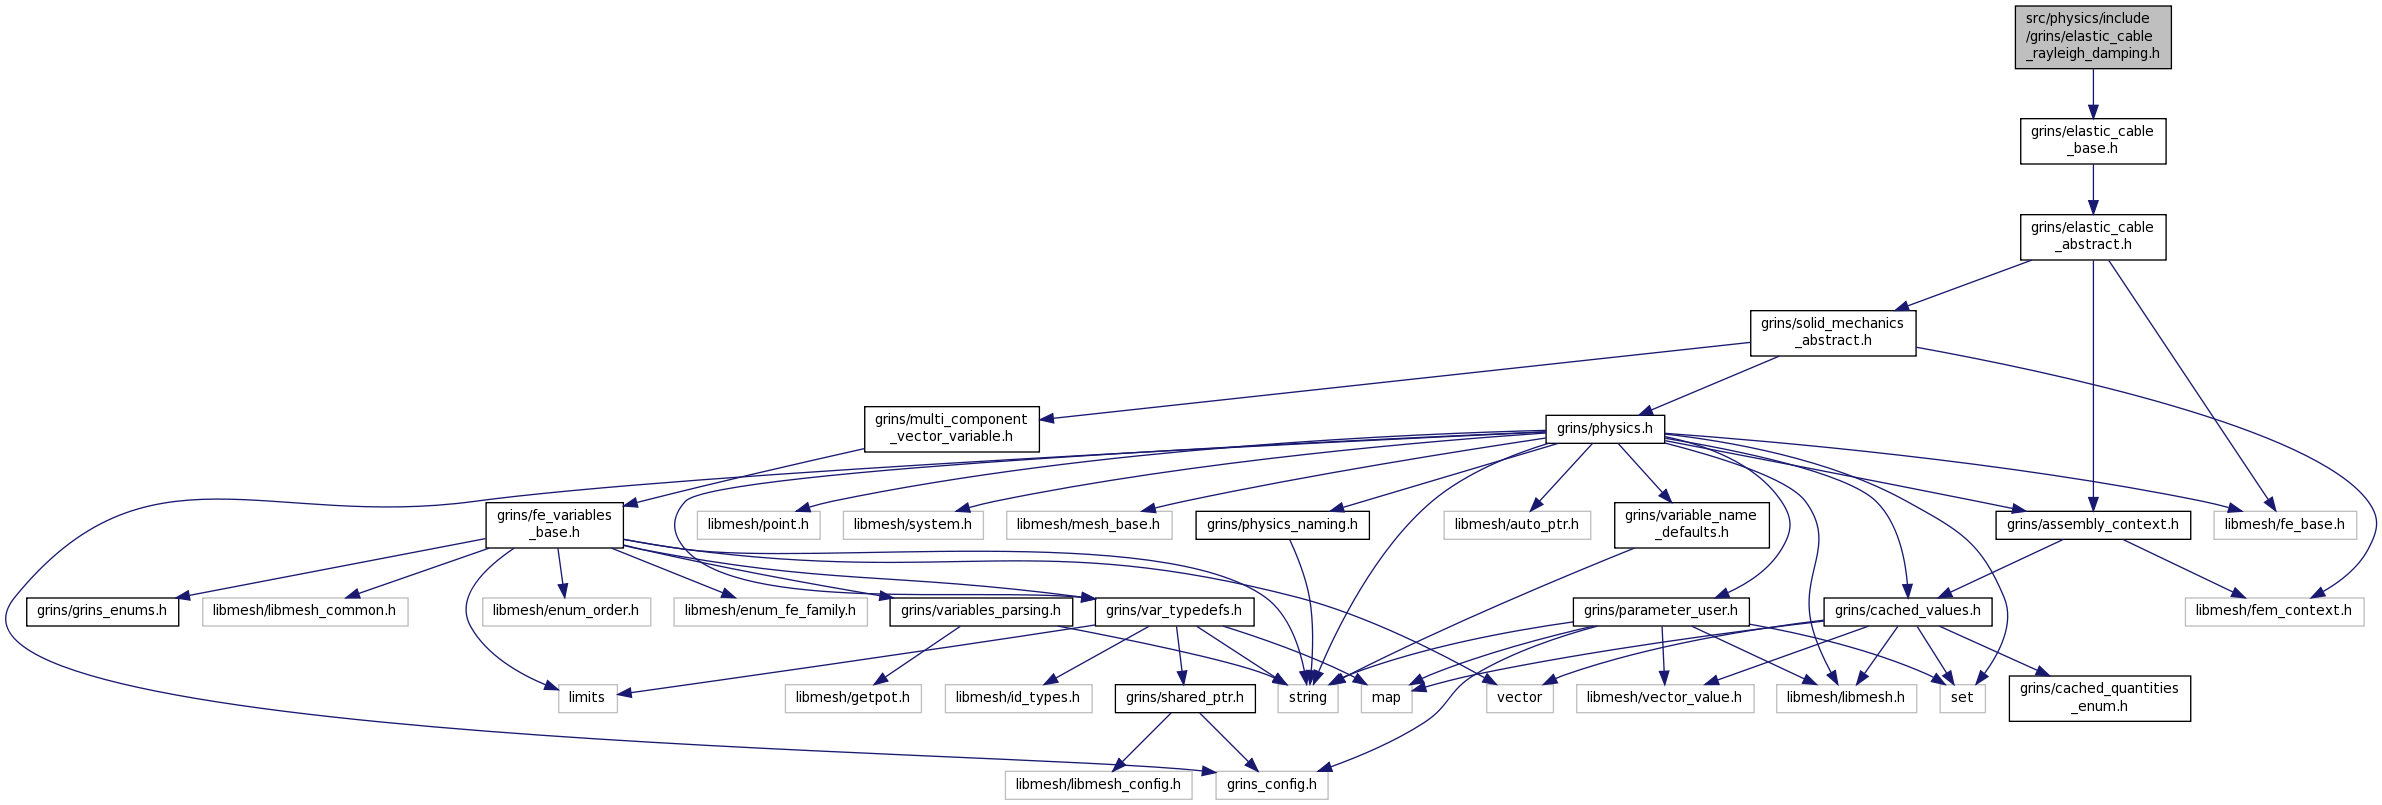 src/physics/include
/grins/elastic_cable
_rayleigh_damping.h
grins/elastic_cable
_base.h
grins/elastic_cable
_abstract.h
grins/solid_mechanics
_abstract.h
grins/multi_component
_vector_variable.h
grins/physics.h
grins/fe_variables
_base.h
libmesh/point.h
libmesh/system.h
libmesh/mesh_base.h
grins/physics_naming.h
libmesh/auto_ptr.h
grins/variable_name
_defaults.h
grins/assembly_context.h
libmesh/fe_base.h
grins/grins_enums.h
libmesh/libmesh_common.h
libmesh/enum_order.h
libmesh/enum_fe_family.h
grins/variables_parsing.h
grins/var_typedefs.h
grins/parameter_user.h
grins/cached_values.h
libmesh/fem_context.h
limits
libmesh/getpot.h
libmesh/id_types.h
grins/shared_ptr.h
string
map
vector
libmesh/vector_value.h
libmesh/libmesh.h
set
grins/cached_quantities
_enum.h
libmesh/libmesh_config.h
grins_config.h